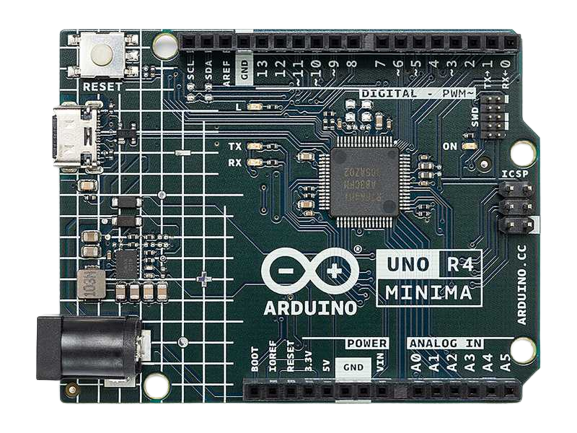 RESET
SCL
SDA
AREF
GND
13
12
~11
~10
~9
8
7
~6
~5
4
~3
2
TX→1
RX←0
DIGITAL - PWM~
L
TX
RX
SWD
ON
ICSP
®
UNO R4
MINIMA
ARDUINO
ARDUINO.CC
POWER
ANALOG IN
BOOT
IOREF
RESET
3.3V
5V
GND
VIN
A0
A1
A2
A3
A4
A5